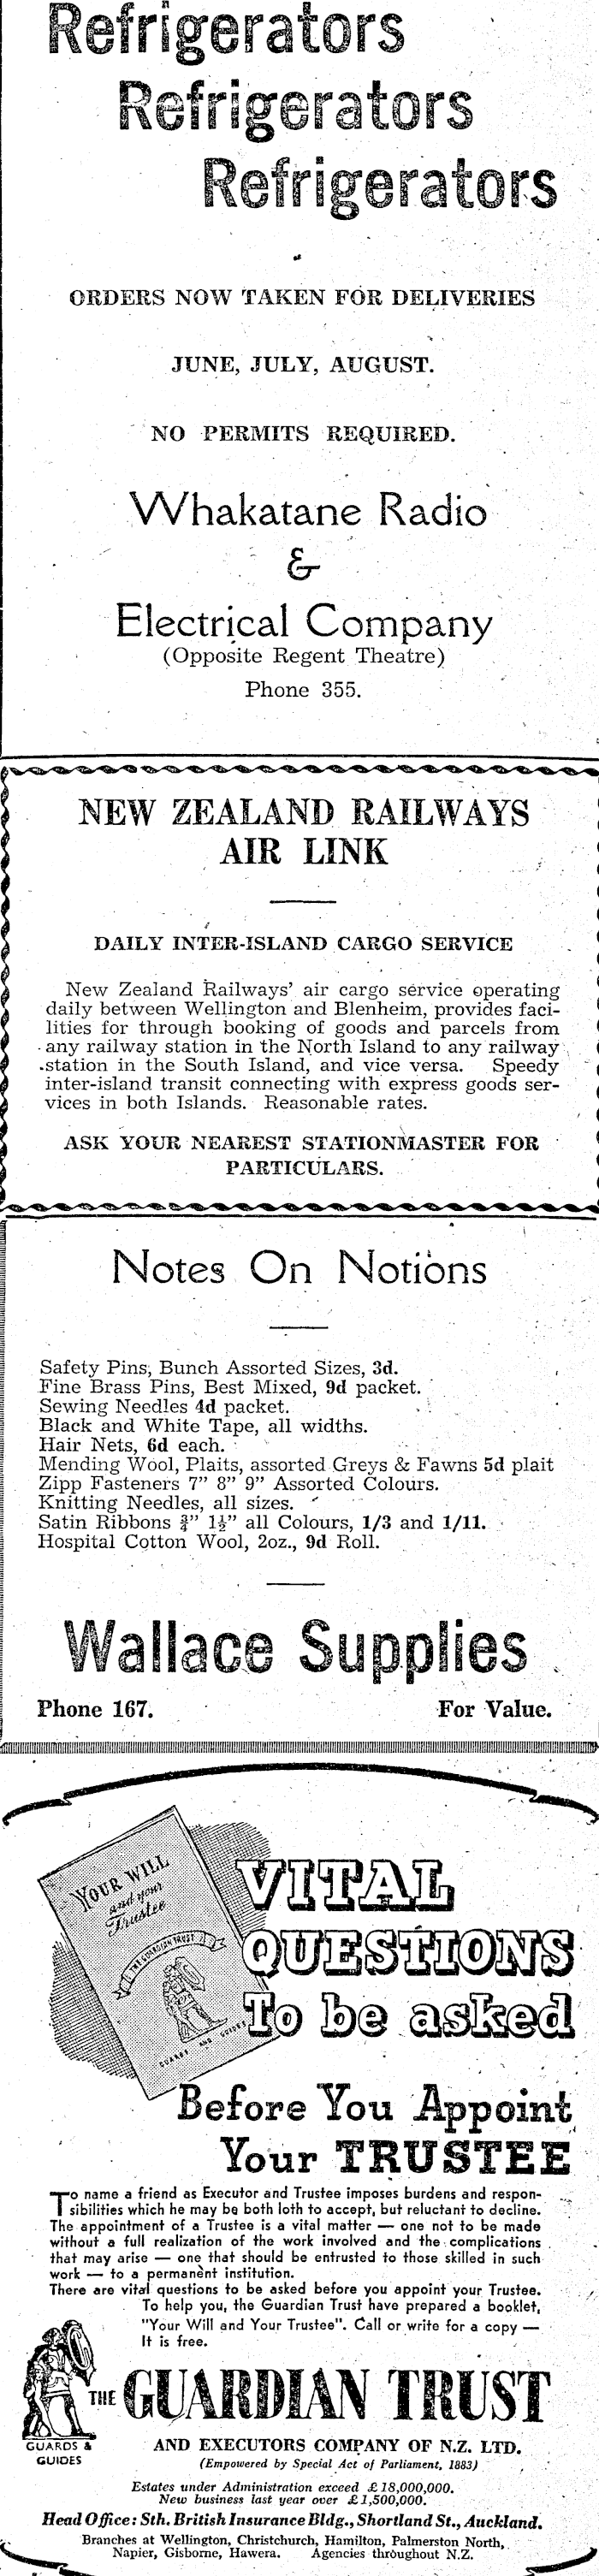 Refrigerators
Refrigerators
Refrigerators
ORDERS NOW TAKEN FOR DELIVERIES
JUNE, JULY, AUGUST.
NO PERMITS REQUIRED.
Whakatane Radio
&
Electrical Company
(Opposite Regent Theatre)
Phone 355.
NEW ZEALAND RAILWAYS
AIR LINK
DAILY INTER-ISLAND CARGO SERVICE
New Zealand Railways' air cargo service operating
daily between Wellington and Blenheim, provides faci-
lities for through booking of goods and parcels from
any railway station in the North Island to any railway
station in the South Island, and vice versa. Speedy
inter-island transit connecting with express goods ser-
vices in both Islands. Reasonable rates.
ASK YOUR NEAREST STATIONMASTER FOR
PARTICULARS.
Notes On Notions
Safety Pins, Bunch Assorted Sizes, 3d.
Fine Brass Pins, Best Mixed, 9d packet.
Sewing Needles 4d packet.
Black and White Tape, all widths.
Hair Nets, 6d each.
Mending Wool, Plaits, assorted Greys & Fawns 5d plait
Zipp Fasteners 7" 8" 9" Assorted Colours.
Knitting Needles, all sizes.
Satin Ribbons ¾" 1½" all Colours, 1/3 and 1/11.
Hospital Cotton Wool, 2oz., 9d Roll.
Wallace Supplies
Phone 167. For Value.
YOUR WILL
and your
Trustee
THE GUARDIAN TRUST
GUARDS AND GUIDES
VITAL
QUESTIONS
To be asked
Before You Appoint
Your TRUSTEE
To name a friend as Executor and Trustee imposes burdens and respon-
sibilities which he may be both loth to accept, but reluctant to decline.
The appointment of a Trustee is a vital matter — one not to be made
without a full realization of the work involved and the complications
that may arise — one that should be entrusted to those skilled in such
work — to a permanent institution.
There are vital questions to be asked before you appoint your Trustee.
To help you, the Guardian Trust have prepared a booklet,
"Your Will and Your Trustee". Call or write for a copy —
It is free.
THE GUARDIAN TRUST
GUARDS &
GUIDES
AND EXECUTORS COMPANY OF N.Z. LTD.
(Empowered by Special Act of Parliament, 1883)
Estates under Administration exceed £18,000,000.
New business last year over £1,500,000.
Head Office: Sth. British Insurance Bldg., Shortland St., Auckland.
Branches at Wellington, Christchurch, Hamilton, Palmerston North,
Napier, Gisborne, Hawera. Agencies throughout N.Z.